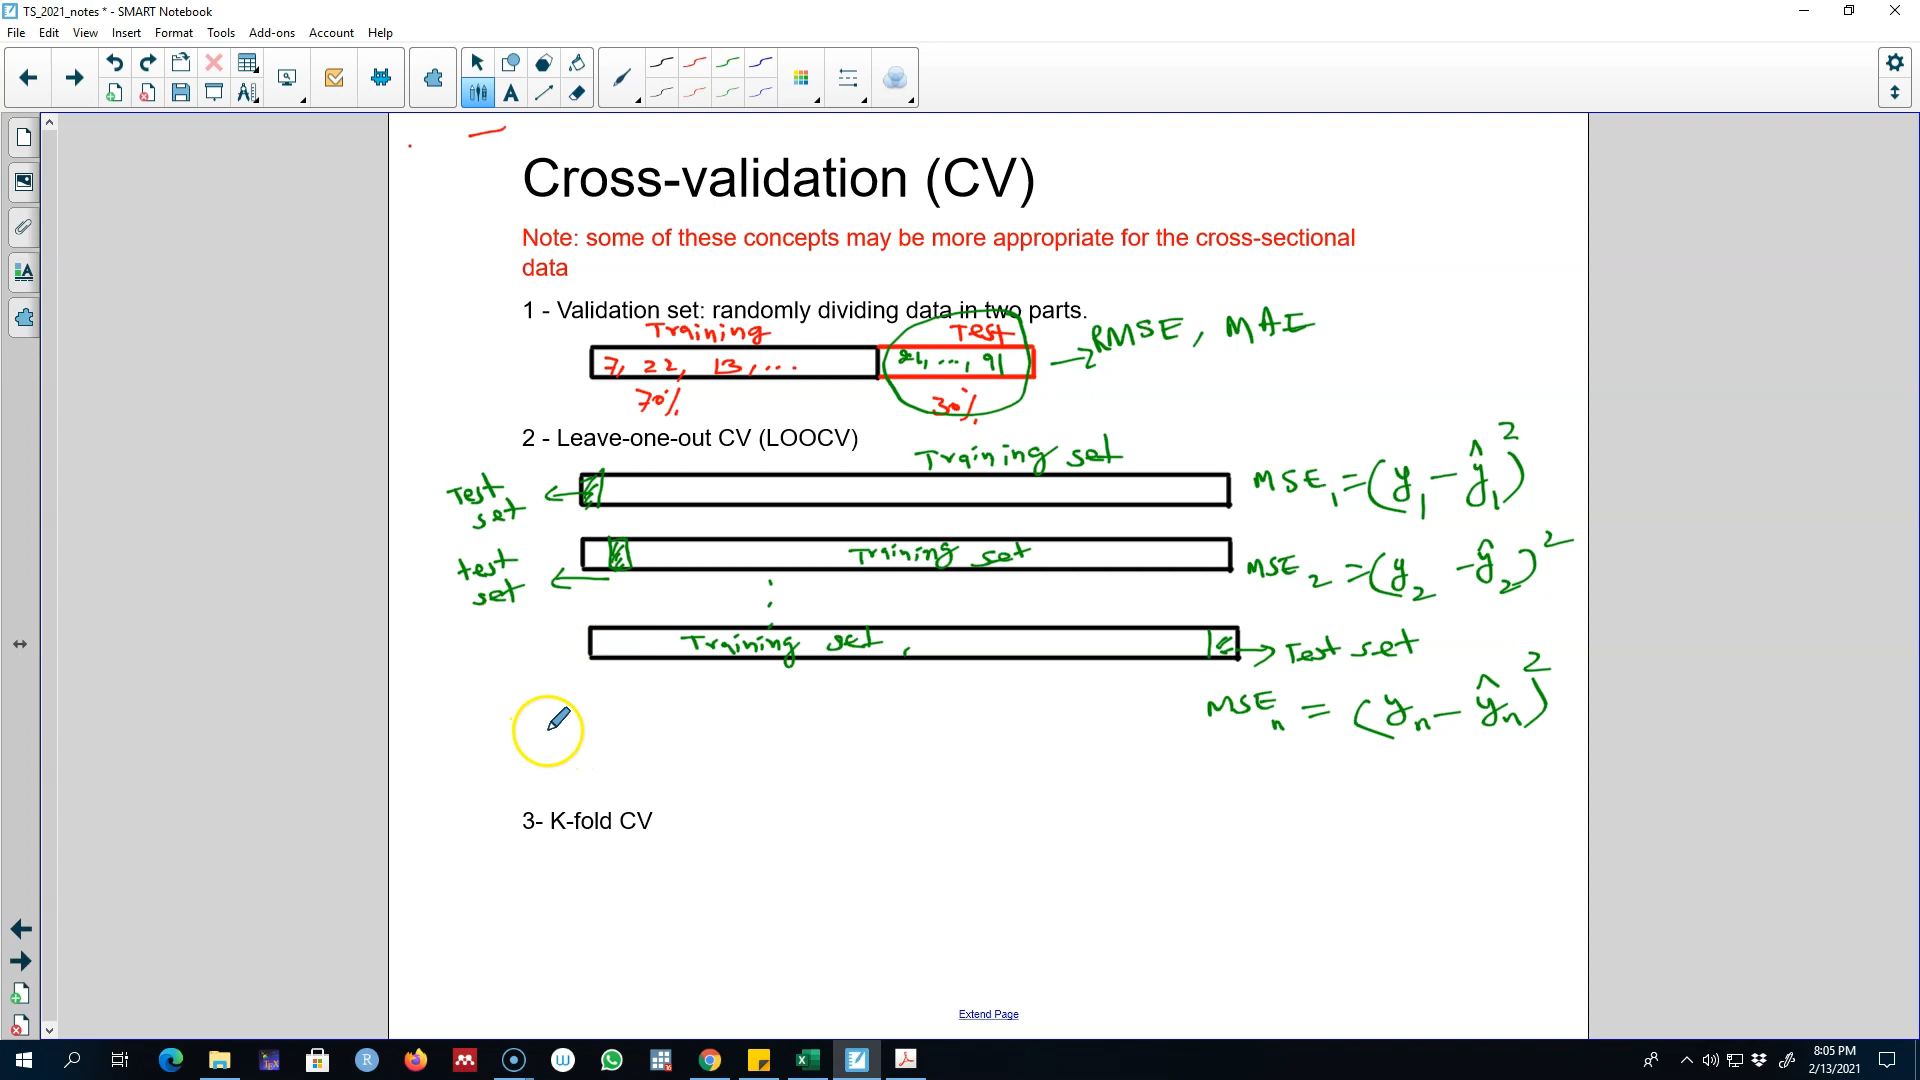 TS_2021_notes * - SMART Notebook
File Edit View Insert Format Tools Add-ons Account Help
Cross-validation (CV)
Note: some of these concepts may be more appropriate for the cross-sectional
data
1 - Validation set: randomly dividing data in two parts.
Training Test
RMSE, MAE
7, 22, 13, ... 21, ..., 91
70% 30%
2 - Leave-one-out CV (LOOCV)
Training set
Test set
MSE₁ = (y₁ - ŷ₁)²
Training set
test set
MSE₂ = (y₂ - ŷ₂)²
Training set
Test set
MSEₙ = (yₙ - ŷₙ)²
3- K-fold CV
Extend Page
8:05 PM
2/13/2021